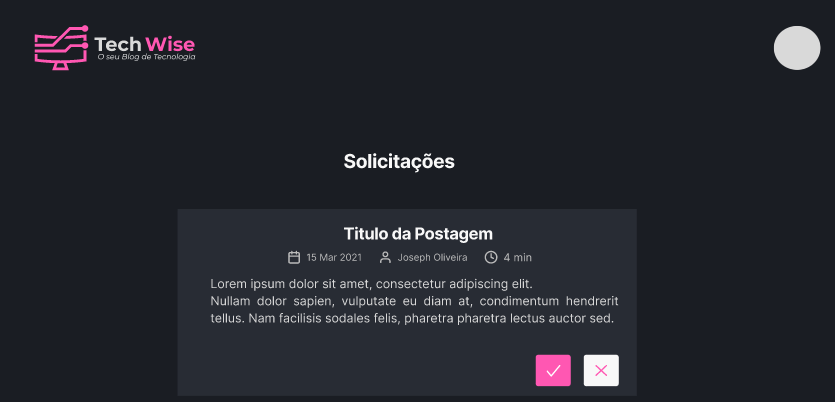 Tech Wise
O seu Blog de Tecnologia
Solicitações
Titulo da Postagem
15 Mar 2021 Joseph Oliveira 4 min
Lorem ipsum dolor sit amet, consectetur adipiscing elit.
Nullam dolor sapien, vulputate eu diam at, condimentum hendrerit
tellus. Nam facilisis sodales felis, pharetra pharetra lectus auctor sed.